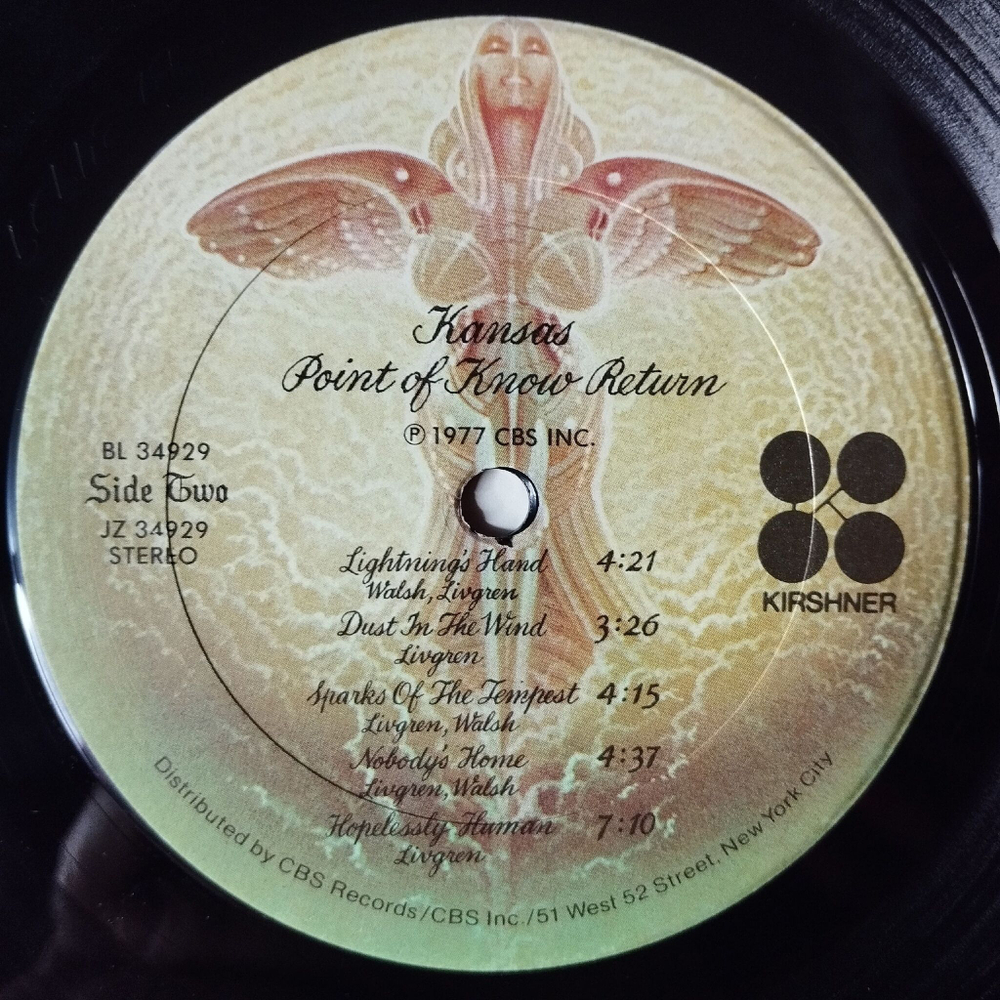 Kansas
Point of Know Return
Ⓟ 1977 CBS INC.
BL 34929
Side Two
JZ 34929
STEREO
KIRSHNER
Lightning's Hand 4:21
Walsh, Livgren
Dust In The Wind 3:26
Livgren
Sparks Of The Tempest 4:15
Livgren, Walsh
Nobody's Home 4:37
Livgren, Walsh
Hopelessly Human 7:10
Livgren
Distributed by CBS Records/CBS Inc./51 West 52 Street, New York City